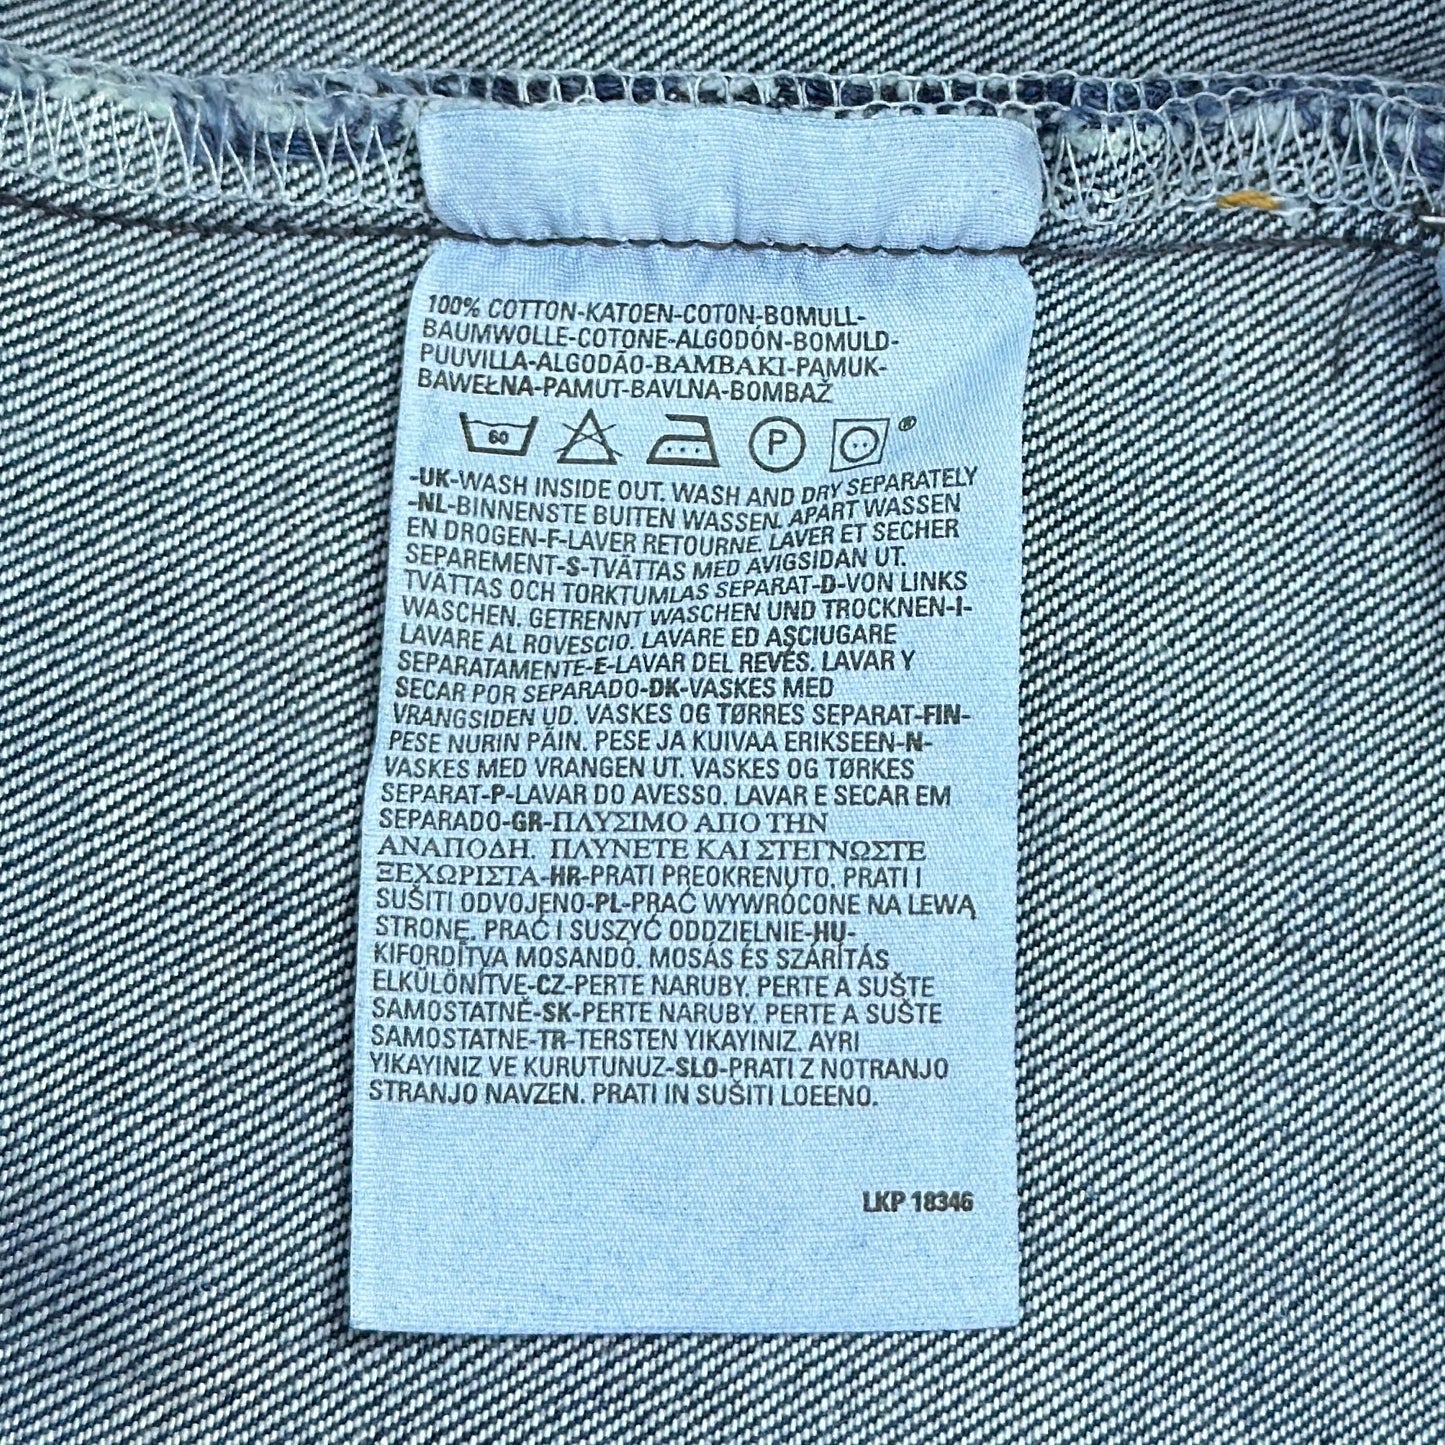 100% COTTON-KATOEN-COTON-BOMULL-
BAUMWOLLE-COTONE-ALGODÓN-BOMULD-
PUUVILLA-ALGODÃO-BAMBAKI-PAMUK-
BAWEŁNA-PAMUT-BAVLNA-BOMBAŽ
60 P ®
-UK-WASH INSIDE OUT. WASH AND DRY SEPARATELY
-NL-BINNENSTE BUITEN WASSEN. APART WASSEN
EN DROGEN-F-LAVER RETOURNE. LAVER ET SECHER
SEPAREMENT-S-TVÄTTAS MED AVIGSIDAN UT.
TVÄTTAS OCH TORKTUMLAS SEPARAT-D-VON LINKS
WASCHEN. GETRENNT WASCHEN UND TROCKNEN-I-
LAVARE AL ROVESCIO. LAVARE ED ASCIUGARE
SEPARATAMENTE-E-LAVAR DEL REVÉS. LAVAR Y
SECAR POR SEPARADO-DK-VASKES MED
VRANGSIDEN UD. VASKES OG TØRRES SEPARAT-FIN-
PESE NURIN PÄIN. PESE JA KUIVAA ERIKSEEN-N-
VASKES MED VRANGEN UT. VASKES OG TØRKES
SEPARAT-P-LAVAR DO AVESSO. LAVAR E SECAR EM
SEPARADO-GR-ΠΛΥΣΙΜΟ ΑΠΟ ΤΗΝ
ΑΝΑΠΟΔΗ. ΠΛΥΝΕΤΕ ΚΑΙ ΣΤΕΓΝΩΣΤΕ
ΞΕΧΩΡΙΣΤΑ-HR-PRATI PREOKRENUTO. PRATI I
SUŠITI ODVOJENO-PL-PRAĆ WYWRÓCONE NA LEWĄ
STRONĘ. PRAĆ I SUSZYĆ ODDZIELNIE-HU-
KIFORDÍTVA MOSANDÓ. MOSÁS ÉS SZÁRÍTÁS
ELKÜLÖNÍTVE-CZ-PERTE NARUBY. PERTE A SUŠTE
SAMOSTATNĚ-SK-PERTE NARUBY. PERTE A SUŠTE
SAMOSTATNE-TR-TERSTEN YIKAYINIZ. AYRI
YIKAYINIZ VE KURUTUNUZ-SLO-PRATI Z NOTRANJO
STRANJO NAVZEN. PRATI IN SUŠITI LOEENO.
LKP 18346